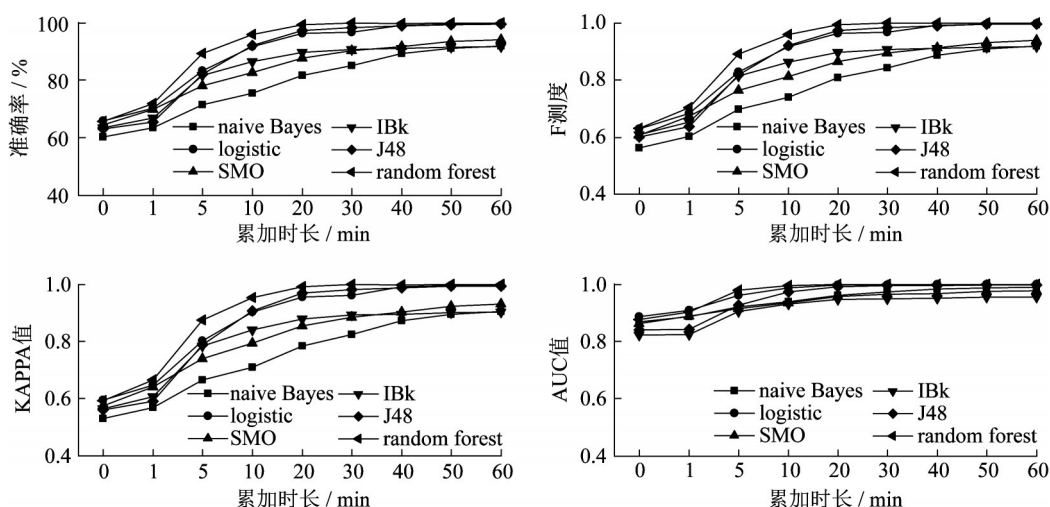 100
80
60
40
准确率 / %
naive Bayes
logistic
SMO
IBk
J48
random forest
0 1 5 10 20 30 40 50 60
累加时长 / min
1.0
0.8
0.6
0.4
F测度
naive Bayes
logistic
SMO
IBk
J48
random forest
0 1 5 10 20 30 40 50 60
累加时长 / min
1.0
0.8
0.6
0.4
KAPPA值
naive Bayes
logistic
SMO
IBk
J48
random forest
0 1 5 10 20 30 40 50 60
累加时长 / min
1.0
0.8
0.6
0.4
AUC值
naive Bayes
logistic
SMO
IBk
J48
random forest
0 1 5 10 20 30 40 50 60
累加时长 / min